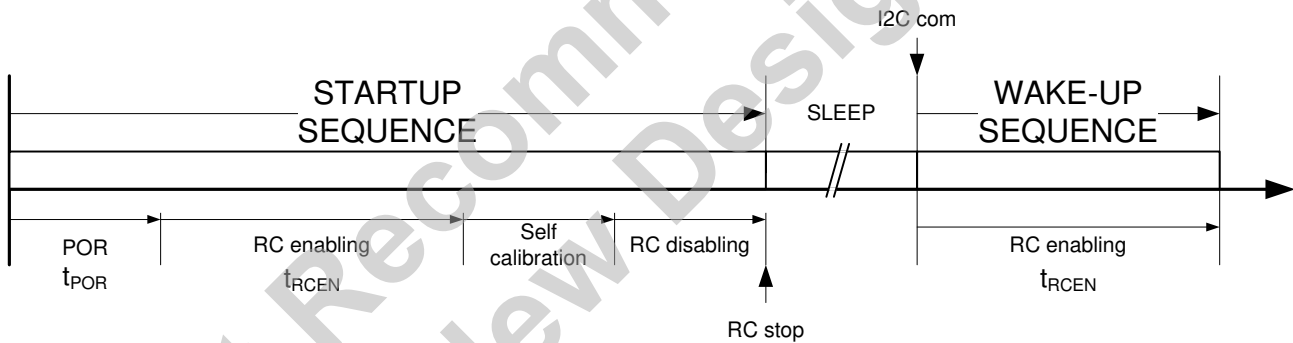 I2C com
STARTUP
SEQUENCE
SLEEP
WAKE-UP
SEQUENCE
POR
tPOR
RC enabling
tRCEN
Self
calibration
RC disabling
RC enabling
tRCEN
RC stop